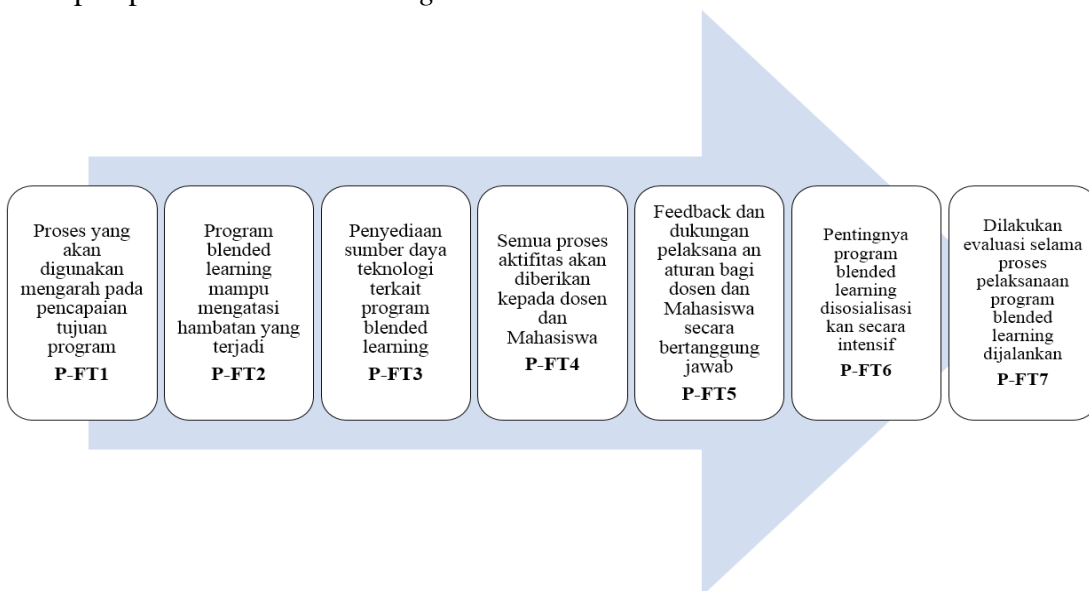 Proses yang
akan
digunakan
mengarah pada
pencapaian
tujuan
program
P-FT1
Program
blended
learning
mampu
mengatasi
hambatan yang
terjadi
P-FT2
Penyediaan
sumber daya
teknologi
terkait
program
blended
learning
P-FT3
Semua proses
aktifitas akan
diberikan
kepada dosen
dan
Mahasiswa
P-FT4
Feedback dan
dukungan
pelaksana an
aturan bagi
dosen dan
Mahasiswa
secara
bertanggung
jawab
P-FT5
Pentingnya
program
blended
learning
disosialisasi
kan secara
intensif
P-FT6
Dilakukan
evaluasi selama
proses
pelaksanaan
program
blended
learning
dijalankan
P-FT7